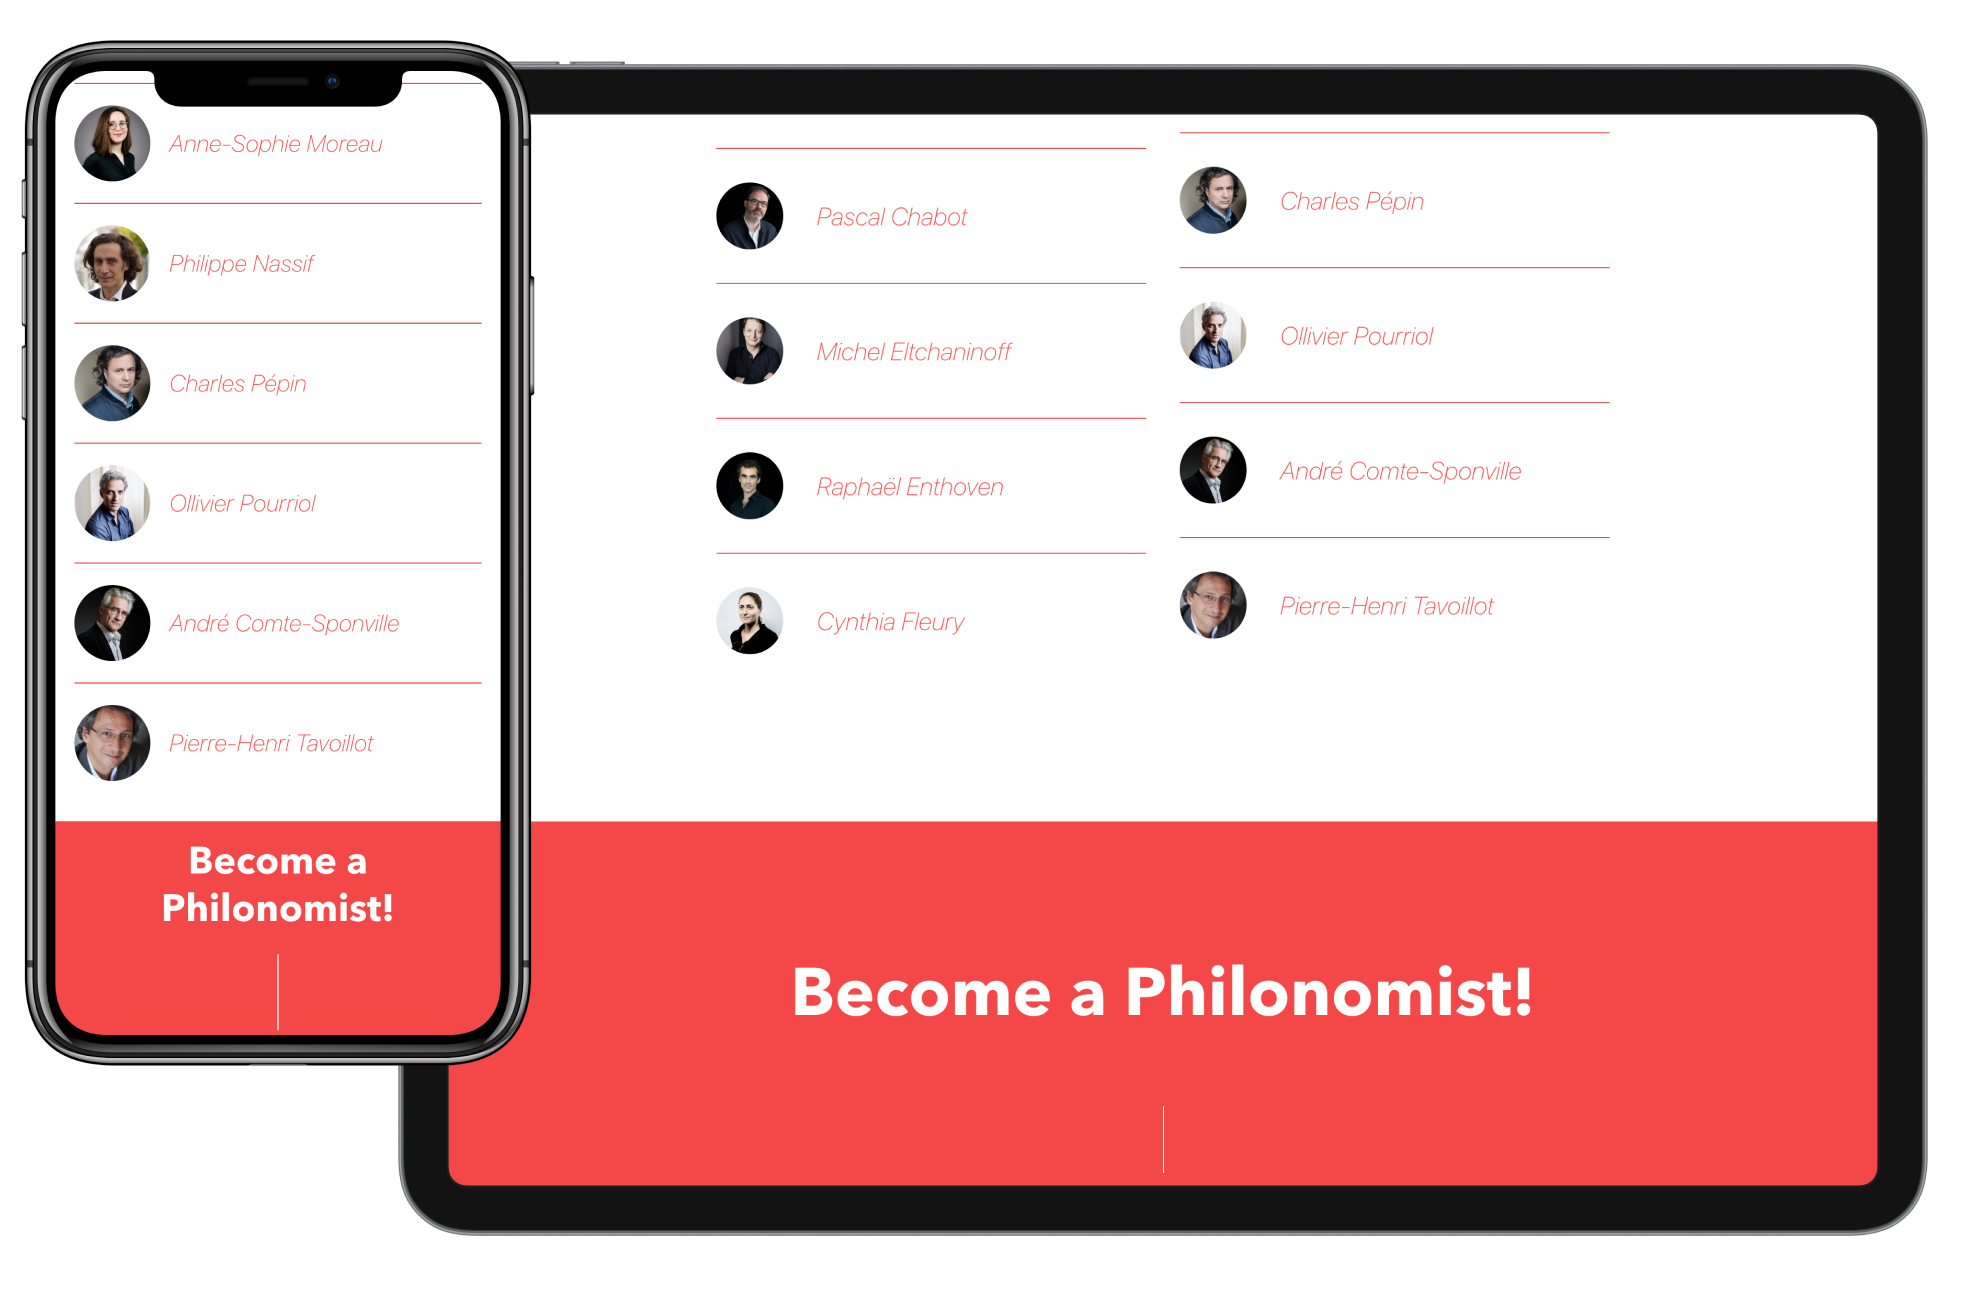 Anne-Sophie Moreau
Philippe Nassif
Charles Pépin
Ollivier Pourriol
André Comte-Sponville
Pierre-Henri Tavoillot
Become a
Philonomist!
Pascal Chabot
Michel Eltchaninoff
Raphaël Enthoven
Cynthia Fleury
Charles Pépin
Ollivier Pourriol
André Comte-Sponville
Pierre-Henri Tavoillot
Become a Philonomist!